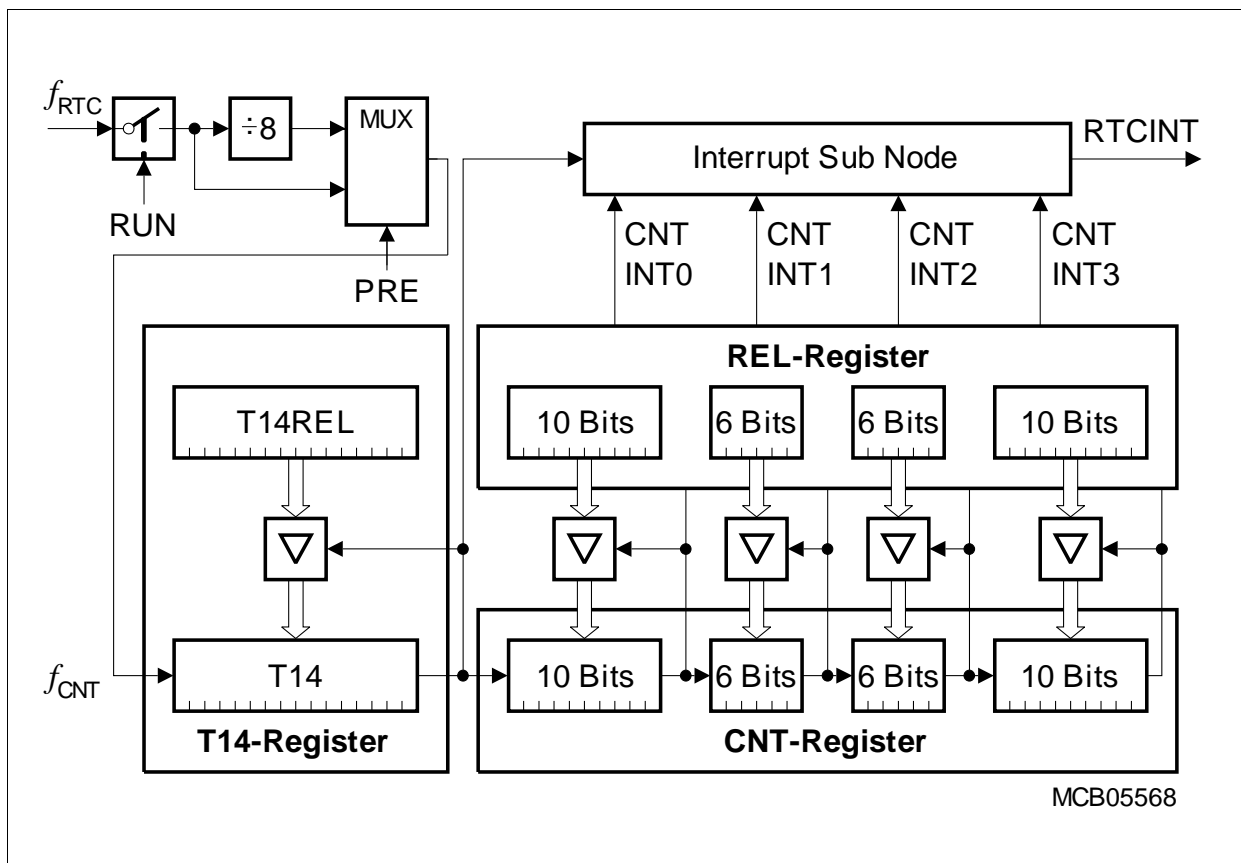 fRTC
÷8
MUX
RUN
PRE
Interrupt Sub Node
RTCINT
CNT
INT0
CNT
INT1
CNT
INT2
CNT
INT3
REL-Register
T14REL
10 Bits
6 Bits
6 Bits
10 Bits
fCNT
T14
10 Bits
6 Bits
6 Bits
10 Bits
T14-Register
CNT-Register
MCB05568